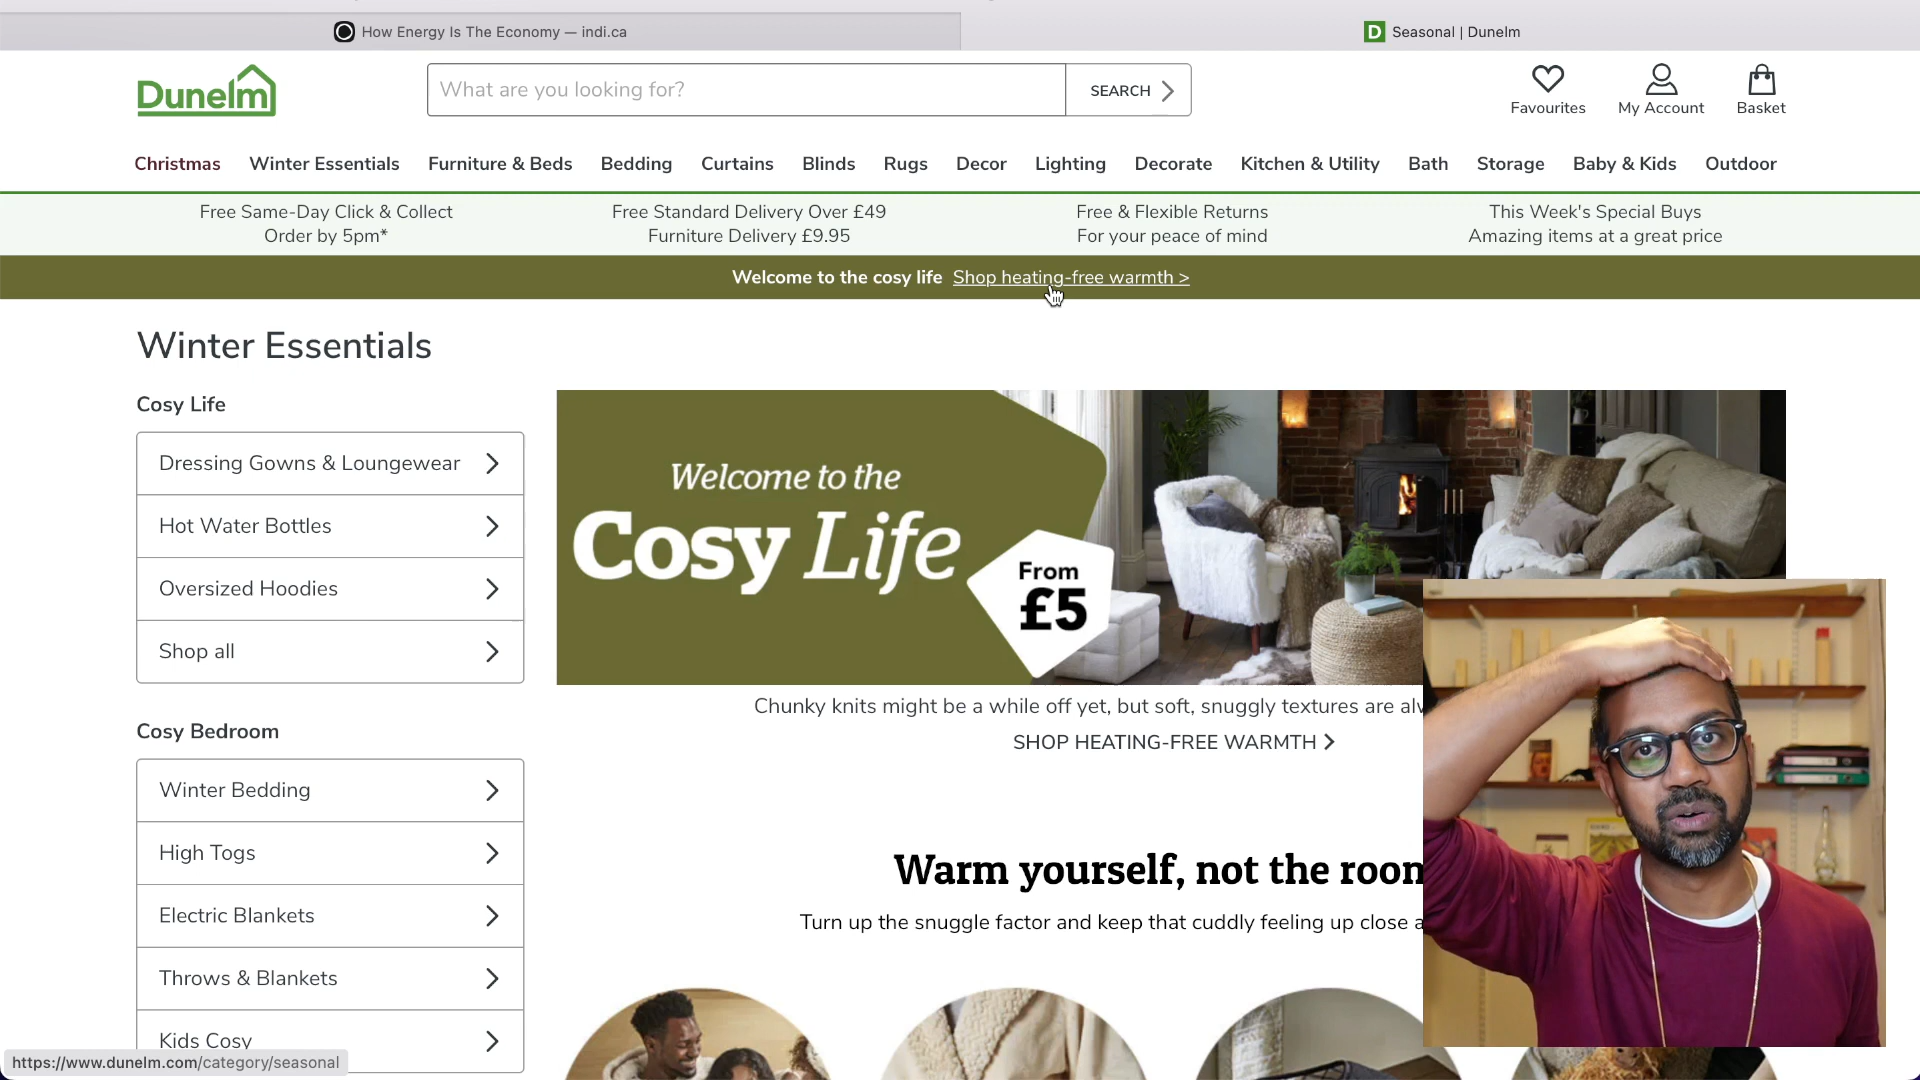 How Energy Is The Economy — indi.ca
Seasonal | Dunelm
Dunelm
What are you looking for?
SEARCH
Favourites
My Account
Basket
Christmas
Winter Essentials
Furniture & Beds
Bedding
Curtains
Blinds
Rugs
Decor
Lighting
Decorate
Kitchen & Utility
Bath
Storage
Baby & Kids
Outdoor
Free Same-Day Click & Collect
Order by 5pm*
Free Standard Delivery Over £49
Furniture Delivery £9.95
Free & Flexible Returns
For your peace of mind
This Week's Special Buys
Amazing items at a great price
Welcome to the cosy life Shop heating-free warmth >
Winter Essentials
Cosy Life
Dressing Gowns & Loungewear
Hot Water Bottles
Oversized Hoodies
Shop all
Cosy Bedroom
Winter Bedding
High Togs
Electric Blankets
Throws & Blankets
Kids Cosy
Welcome to the
Cosy Life
From
£5
Chunky knits might be a while off yet, but soft, snuggly textures are
SHOP HEATING-FREE WARMTH
Warm yourself, not the
Turn up the snuggle factor and keep that cuddly feeling up close
https://www.dunelm.com/category/seasonal